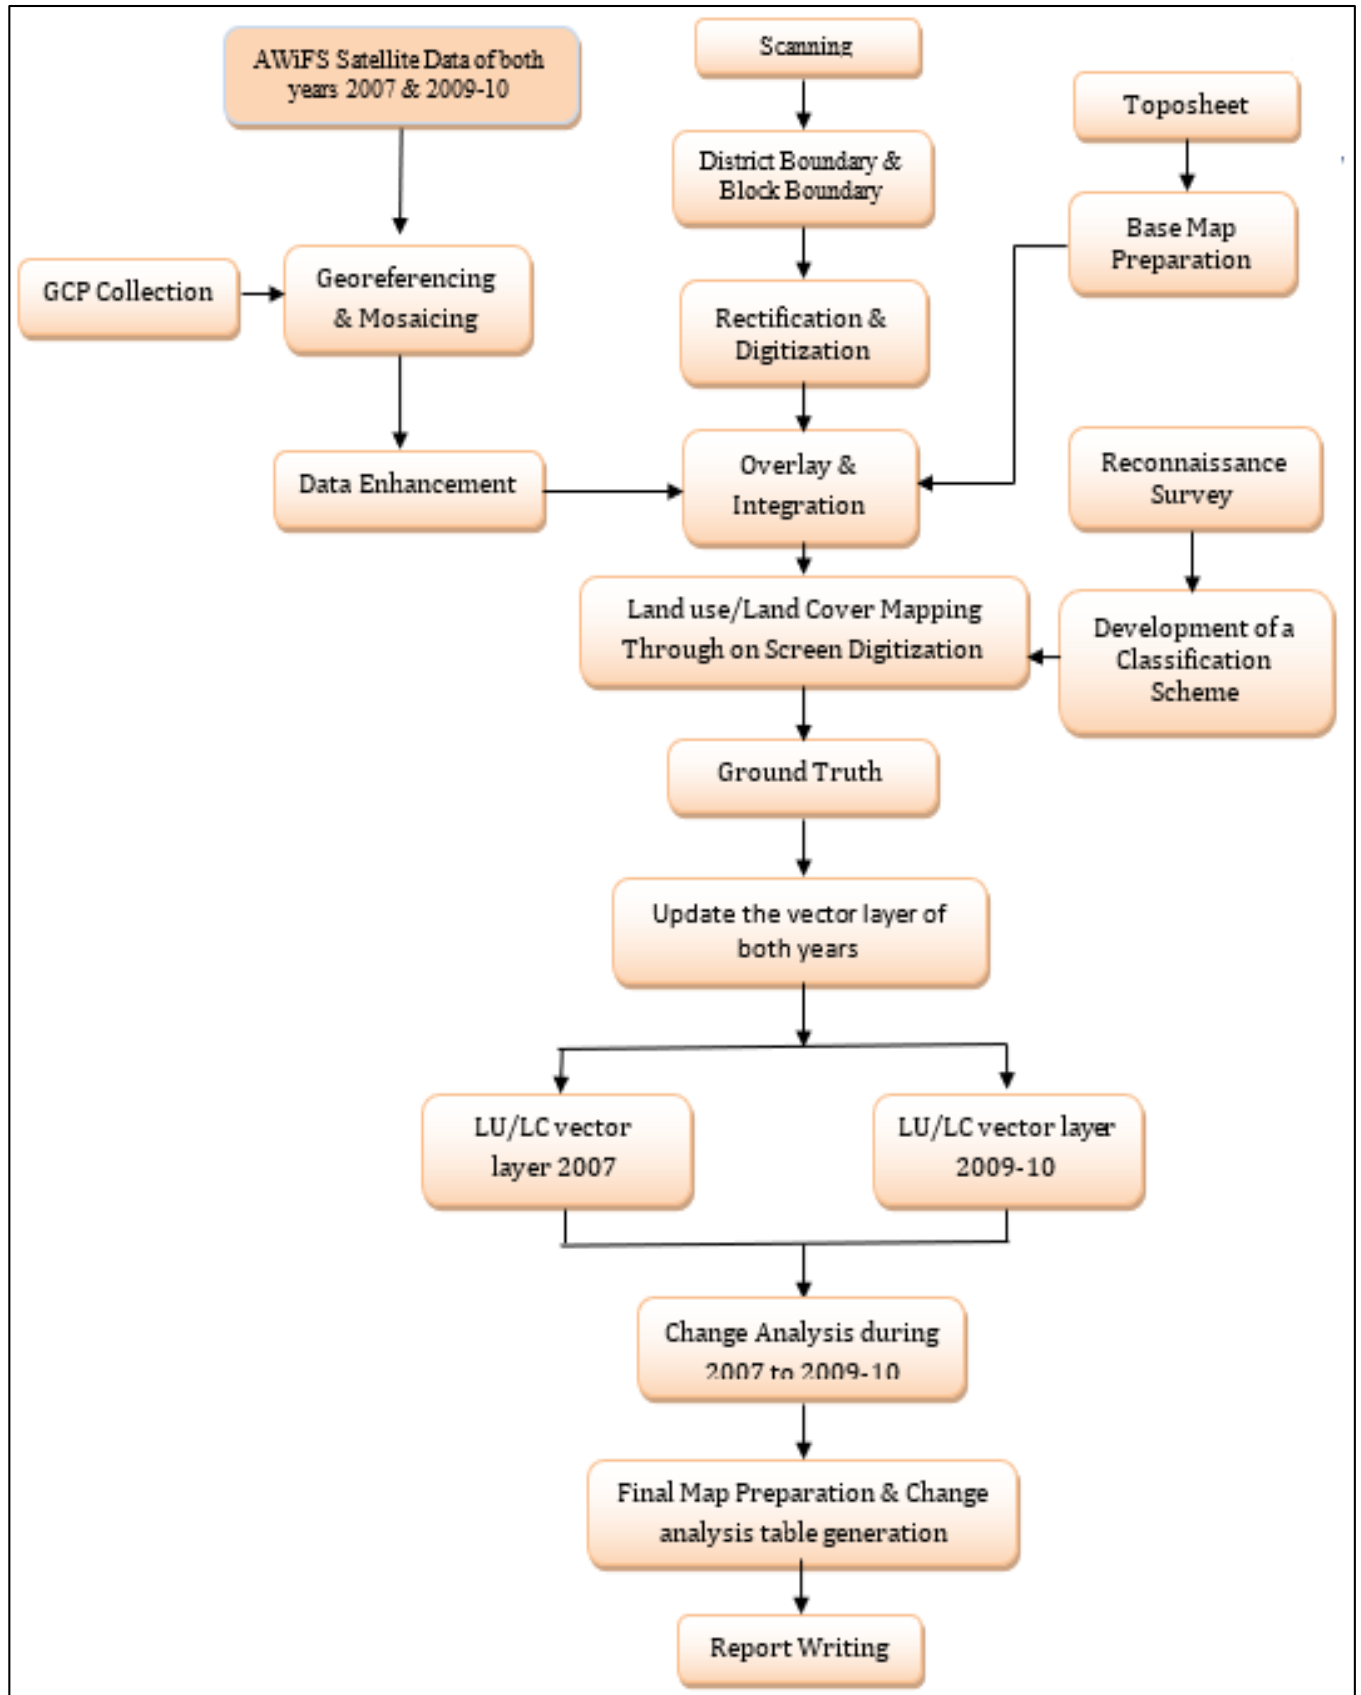 AWiFS Satellite Data of both
years 2007 & 2009-10
Scanning
Toposheet
District Boundary &
Block Boundary
Base Map
Preparation
GCP Collection
Georeferencing
& Mosaicing
Rectification &
Digitization
Data Enhancement
Overlay &
Integration
Reconnaissance
Survey
Land use/Land Cover Mapping
Through on Screen Digitization
Development of a
Classification
Scheme
Ground Truth
Update the vector layer of
both years
LU/LC vector
layer 2007
LU/LC vector layer
2009-10
Change Analysis during
2007 to 2009-10
Final Map Preparation & Change
analysis table generation
Report Writing